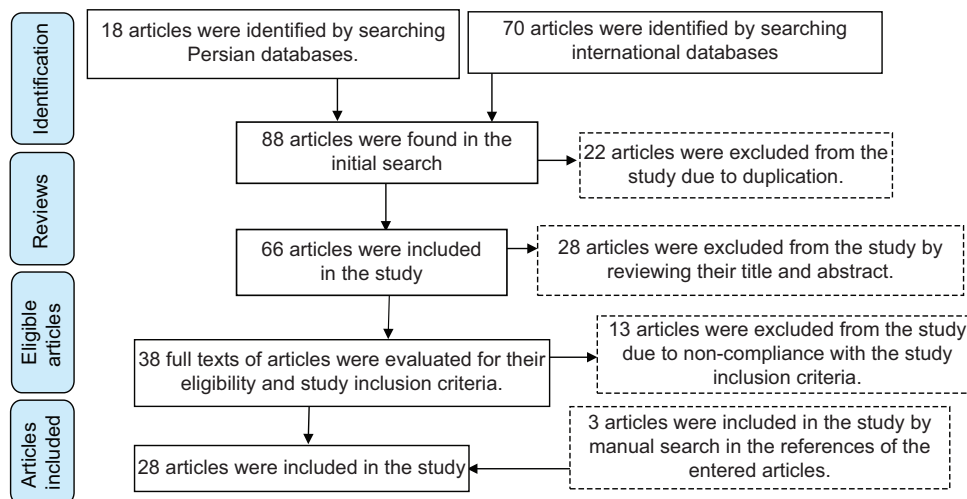 Identification
18 articles were identified by searching
Persian databases.
70 articles were identified by searching
international databases
88 articles were found in the
initial search
22 articles were excluded from the
study due to duplication.
Reviews
66 articles were included
in the study
28 articles were excluded from the study by
reviewing their title and abstract.
Eligible
articles
38 full texts of articles were evaluated for their
eligibility and study inclusion criteria.
13 articles were excluded from the study
due to non-compliance with the study
inclusion criteria.
Articles
included
28 articles were included in the study
3 articles were included in the study by
manual search in the references of the
entered articles.